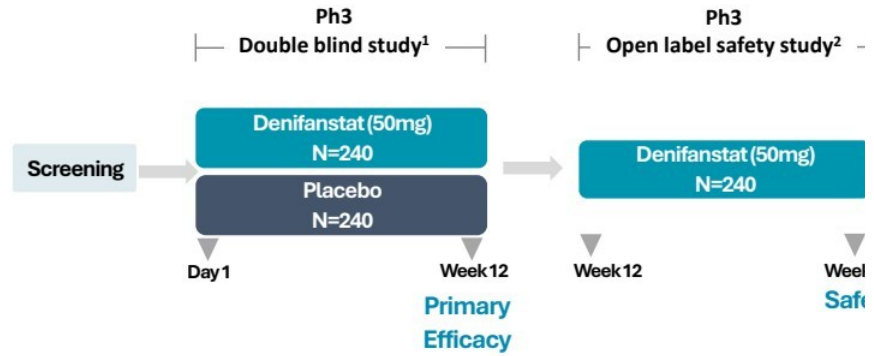 Ph3
Double blind study1
Ph3
Open label safety study2
Screening
Denifanstat (50mg)
N=240
Placebo
N=240
Denifanstat (50mg)
N=240
Day 1
Week 12
Week 12
Week
Primary
Efficacy